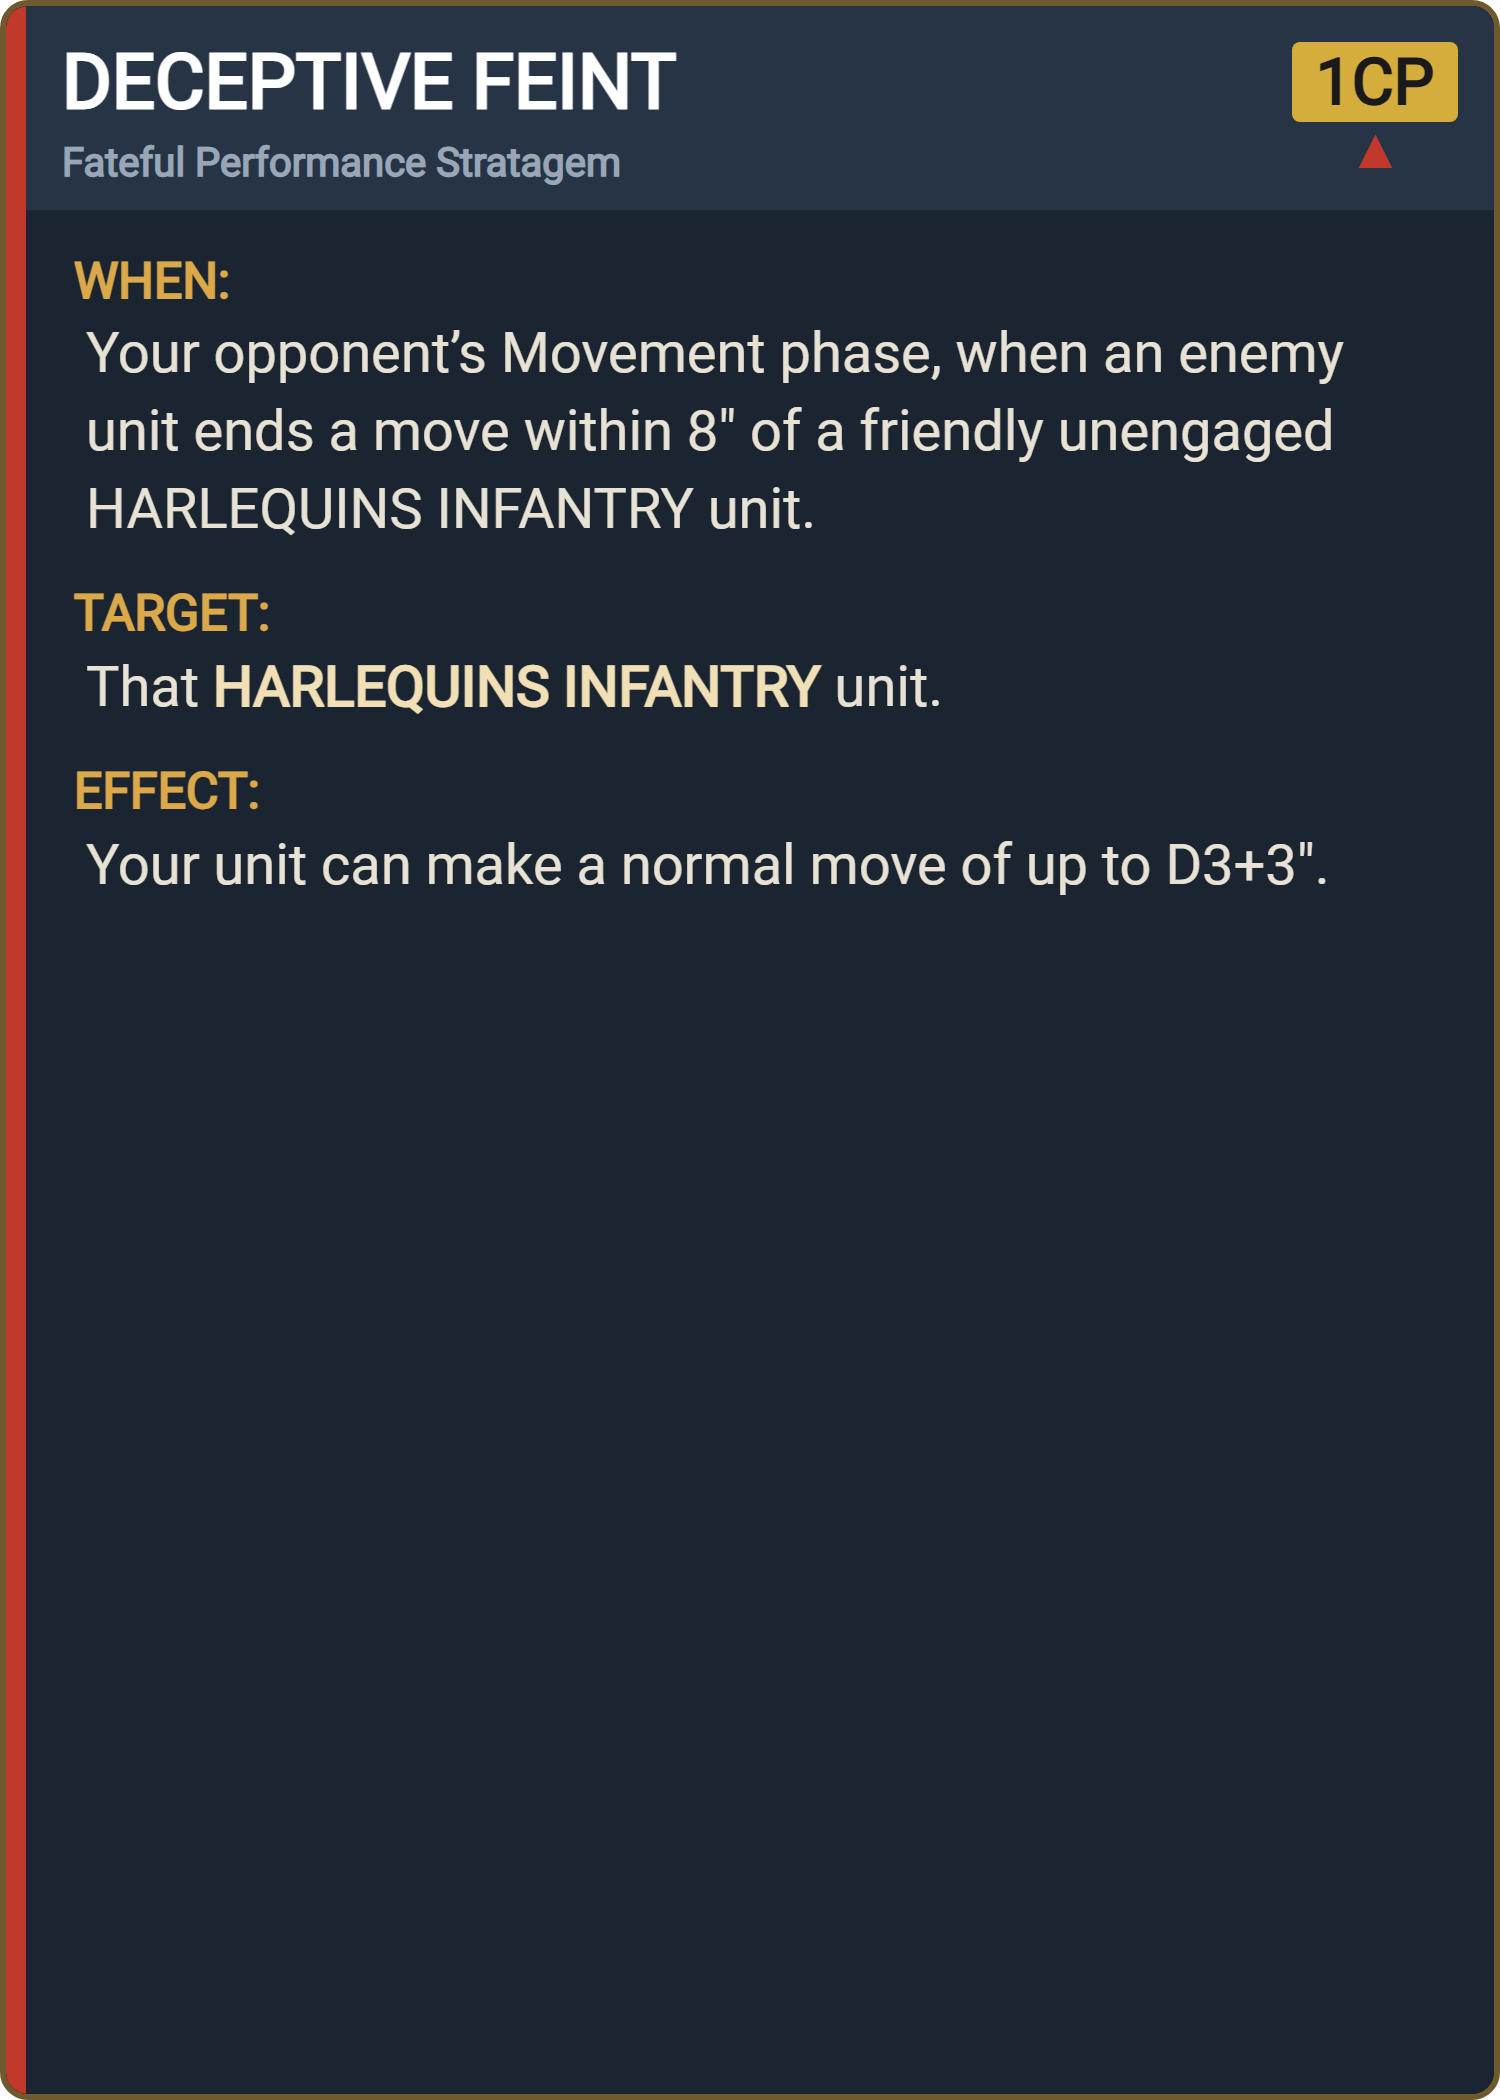 DECEPTIVE FEINT
1CP
Fateful Performance Stratagem
▲
WHEN:
Your opponent’s Movement phase, when an enemy
unit ends a move within 8" of a friendly unengaged
HARLEQUINS INFANTRY unit.
TARGET:
That HARLEQUINS INFANTRY unit.
EFFECT:
Your unit can make a normal move of up to D3+3".